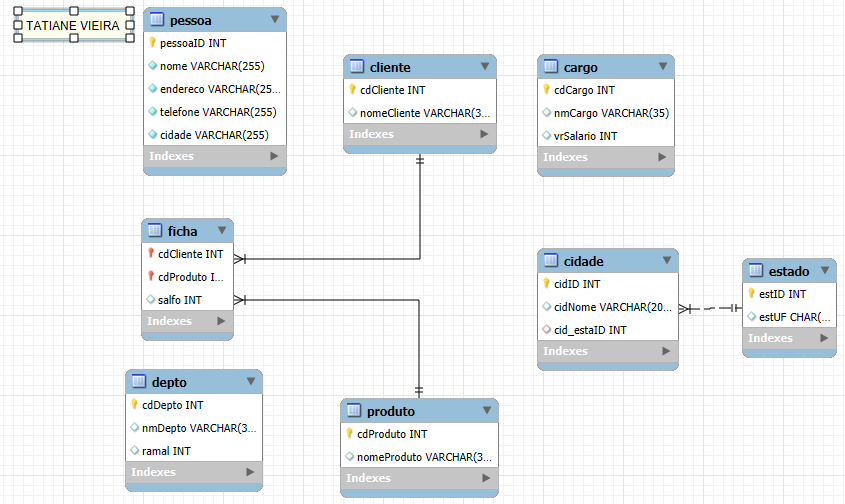 TATIANE VIEIRA
pessoa
pessoaID INT
nome VARCHAR(255)
endereco VARCHAR(25...
telefone VARCHAR(255)
cidade VARCHAR(255)
Indexes
cliente
cdCliente INT
nomeCliente VARCHAR(3...
Indexes
cargo
cdCargo INT
nmCargo VARCHAR(35)
vrSalario INT
Indexes
ficha
cdCliente INT
cdProduto I...
salfo INT
Indexes
cidade
cidID INT
cidNome VARCHAR(20...
cid_estaID INT
Indexes
estado
estID INT
estUF CHAR(...
Indexes
depto
cdDepto INT
nmDepto VARCHAR(3...
ramal INT
Indexes
produto
cdProduto INT
nomeProduto VARCHAR(3...
Indexes